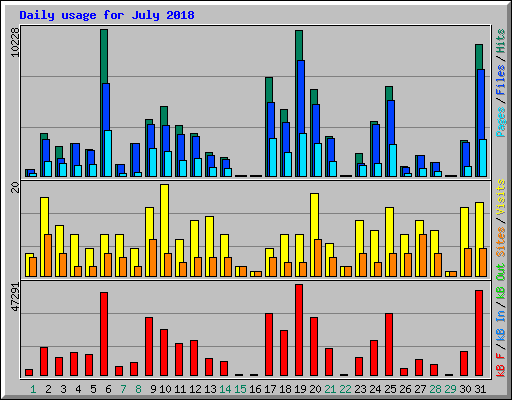 Daily usage for July 2018
10228
Pages / Files / Hits
20
Sites / Visits
47291
kB F / kB In / kB Out
1 2 3 4 5 6 7 8 9 10 11 12 13 14 15 16 17 18 19 20 21 22 23 24 25 26 27 28 29 30 31